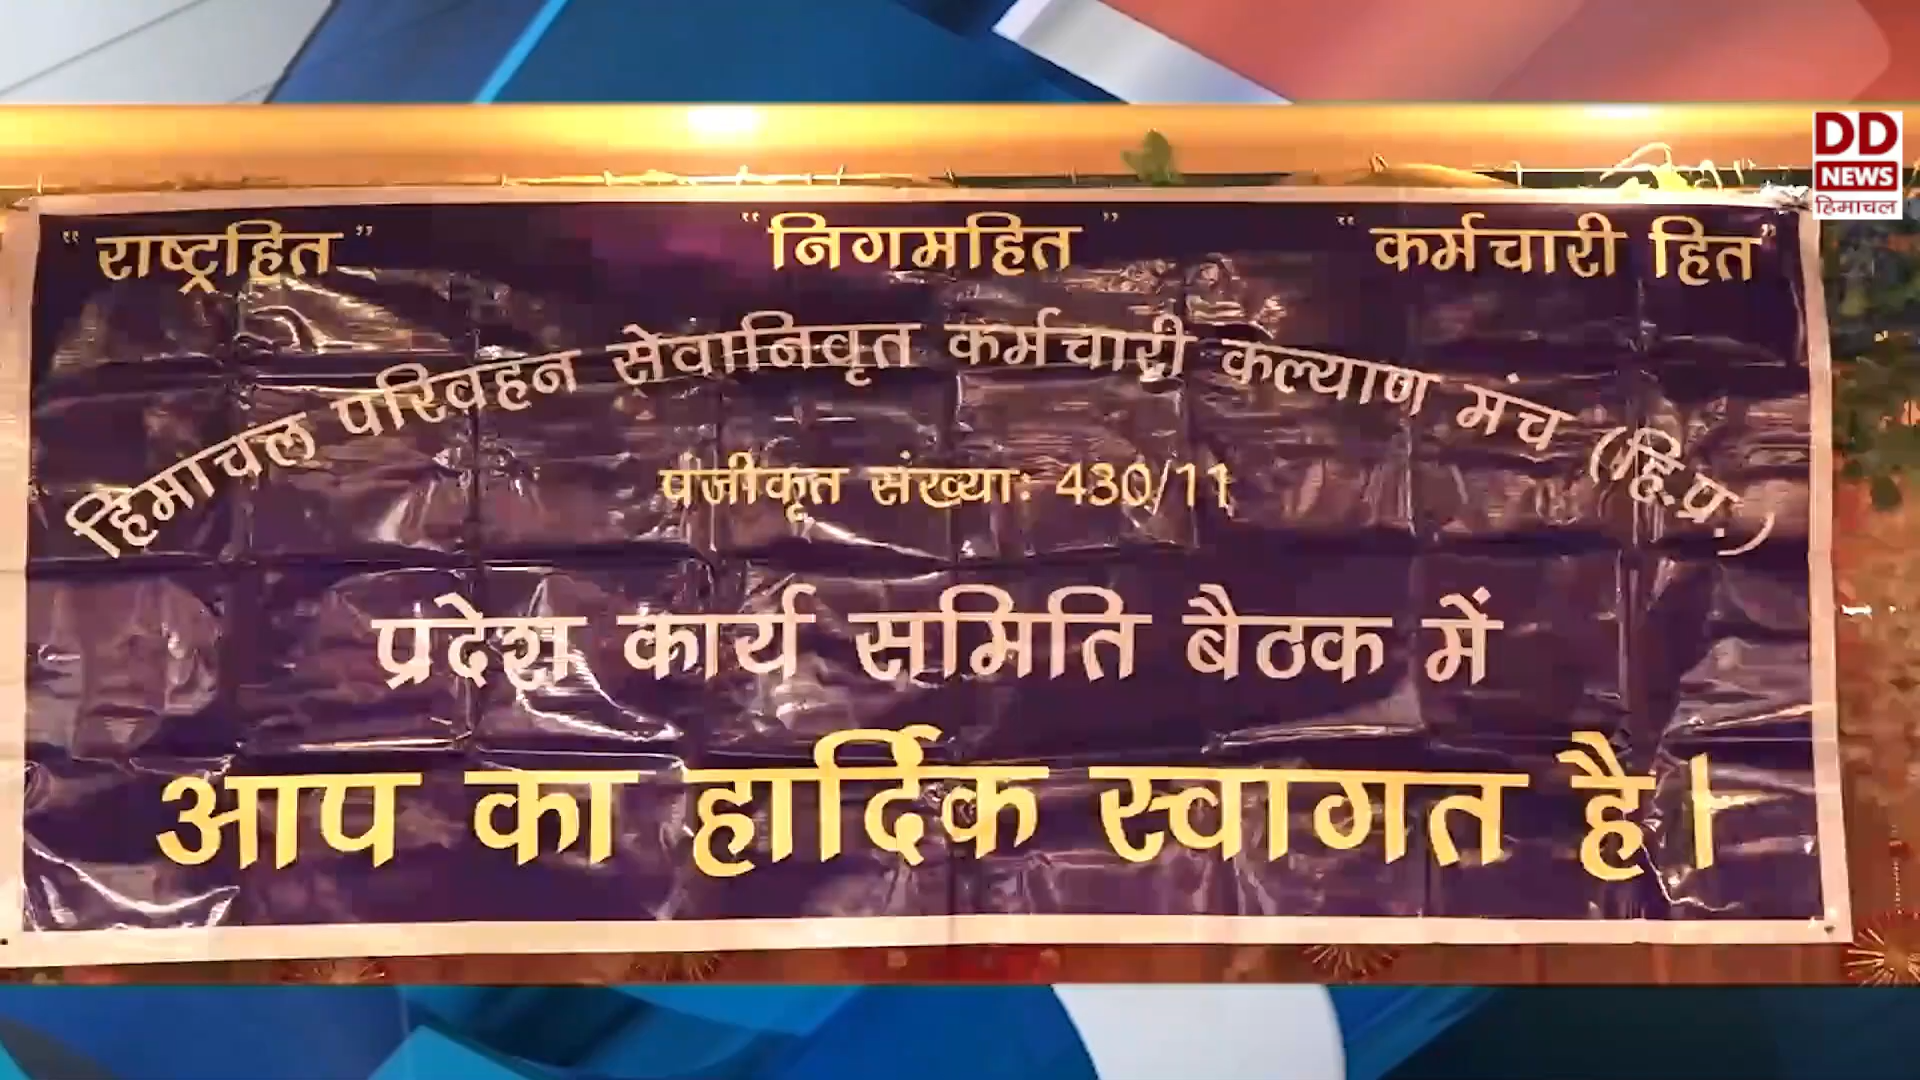 DD
NEWS
हिमाचल
"राष्ट्रहित" "निगमहित" "कर्मचारी हित"
हिमाचल परिवहन सेवानिवृत कर्मचारी कल्याण मंच (हि.प्र.)
पंजीकृत संख्याः 430/11
प्रदेश कार्य समिति बैठक में
आप का हार्दिक स्वागत है।